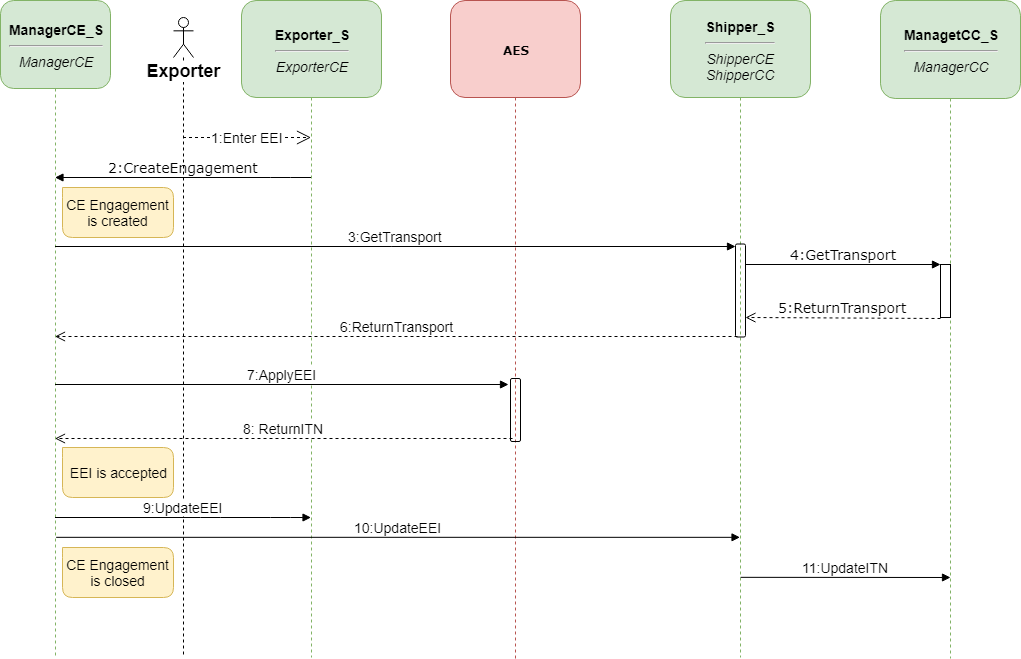 ManagerCE_S
ManagerCE
Exporter
Exporter_S
ExporterCE
AES
Shipper_S
ShipperCE
ShipperCC
ManagetCC_S
ManagerCC
1:Enter EEI
2:CreateEngagement
CE Engagement
is created
3:GetTransport
4:GetTransport
5:ReturnTransport
6:ReturnTransport
7:ApplyEEI
8: ReturnITN
EEI is accepted
9:UpdateEEI
10:UpdateEEI
CE Engagement
is closed
11:UpdateITN